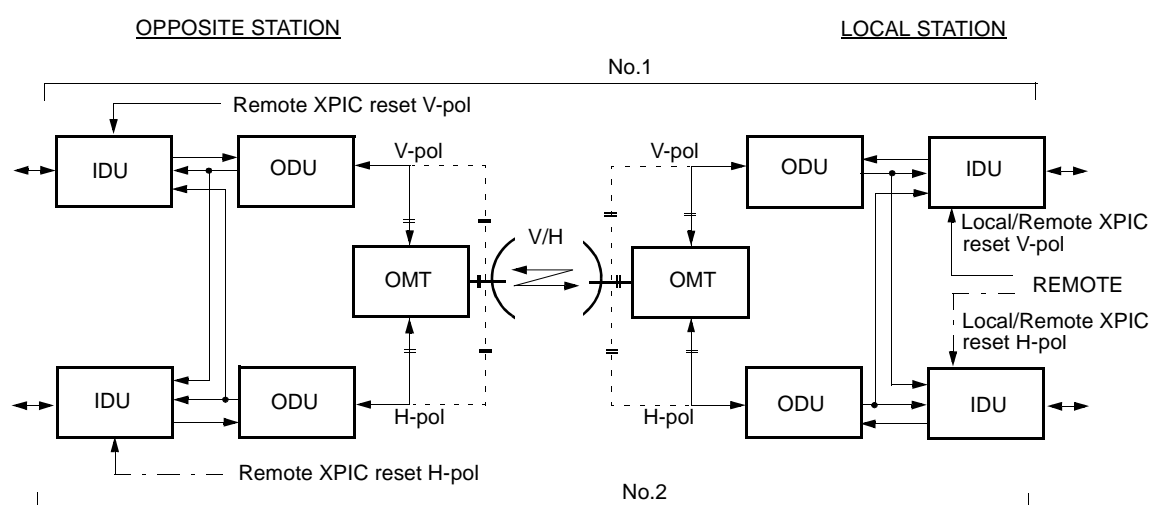 OPPOSITE STATION
LOCAL STATION
No.1
Remote XPIC reset V-pol
IDU
ODU
V-pol
V-pol
ODU
IDU
V/H
Local/Remote XPIC
reset V-pol
OMT
OMT
REMOTE
Local/Remote XPIC
reset H-pol
IDU
ODU
H-pol
H-pol
ODU
IDU
Remote XPIC reset H-pol
No.2